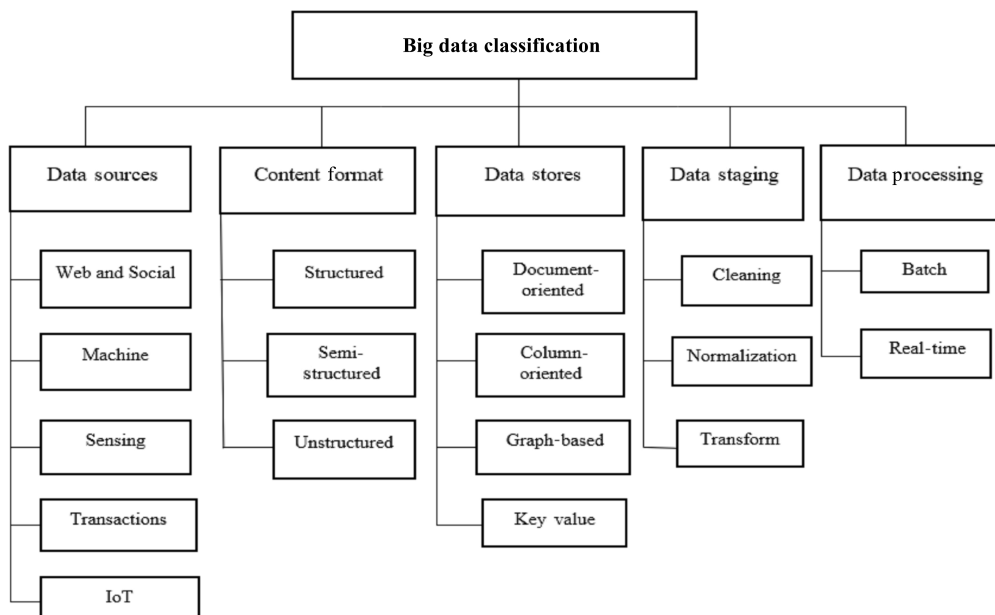 Big data classification
Data sources
Content format
Data stores
Data staging
Data processing
Web and Social
Machine
Sensing
Transactions
IoT
Structured
Semi-
structured
Unstructured
Document-
oriented
Column-
oriented
Graph-based
Key value
Cleaning
Normalization
Transform
Batch
Real-time